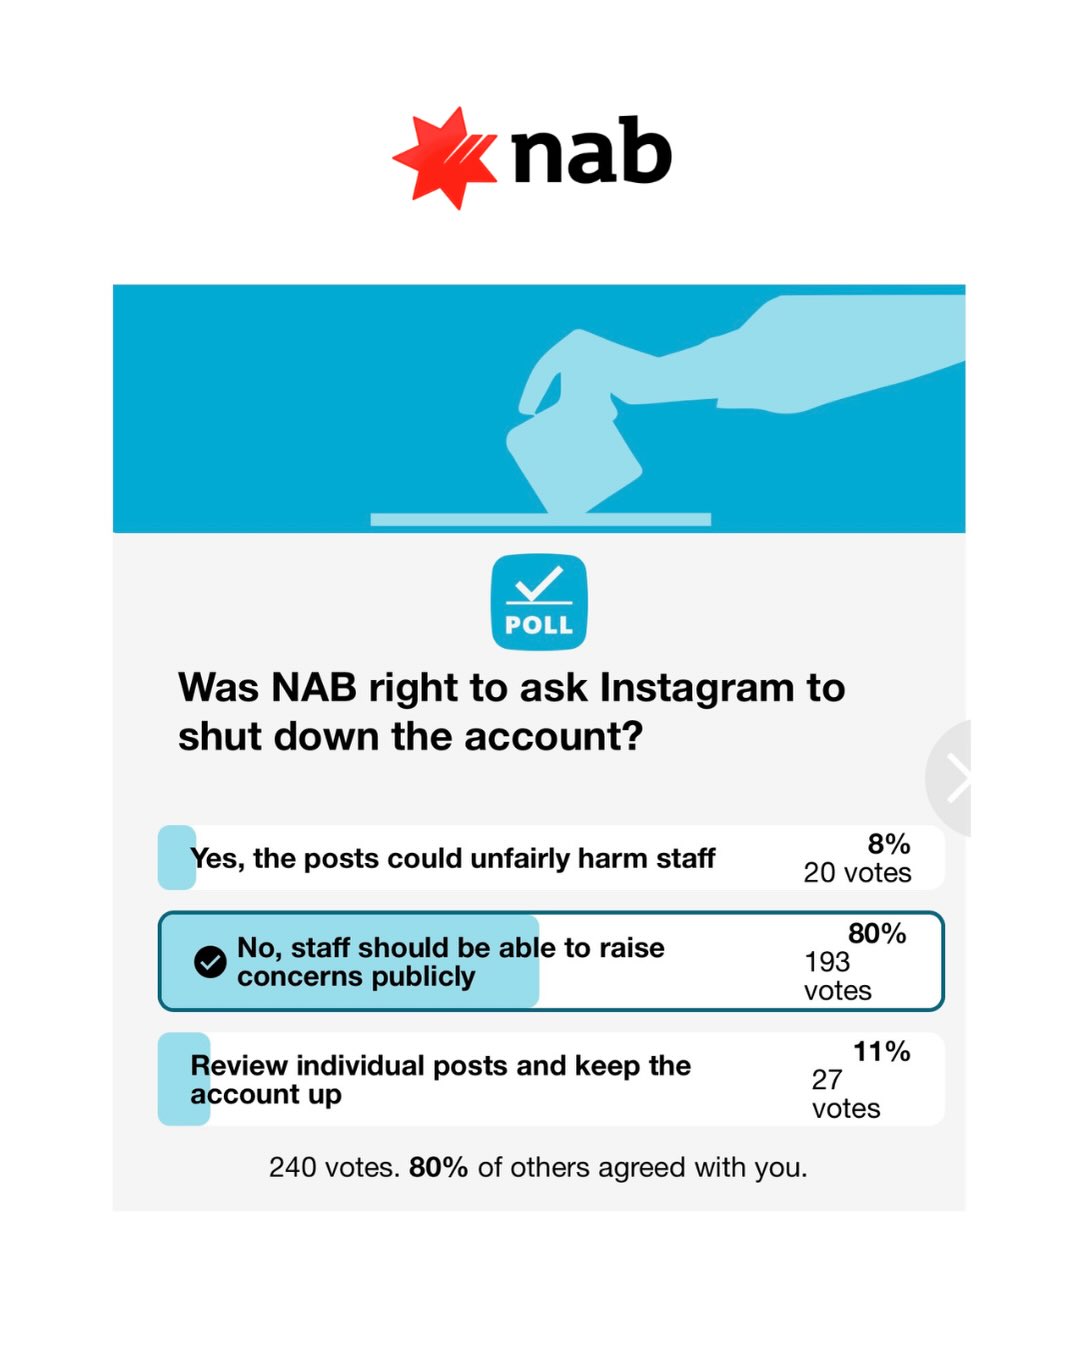 nab
POLL
Was NAB right to ask Instagram to
shut down the account?
Yes, the posts could unfairly harm staff
8%
20 votes
No, staff should be able to raise
concerns publicly
80%
193
votes
Review individual posts and keep the
account up
11%
27
votes
240 votes. 80% of others agreed with you.